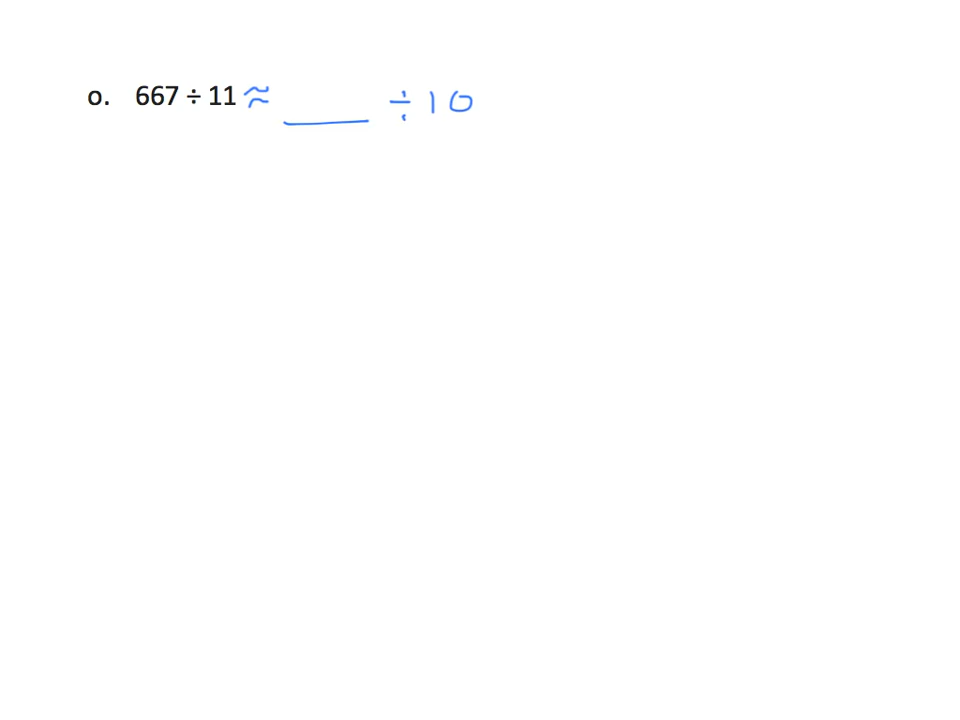 o. 667 ÷ 11 ≈ ____ ÷ 10